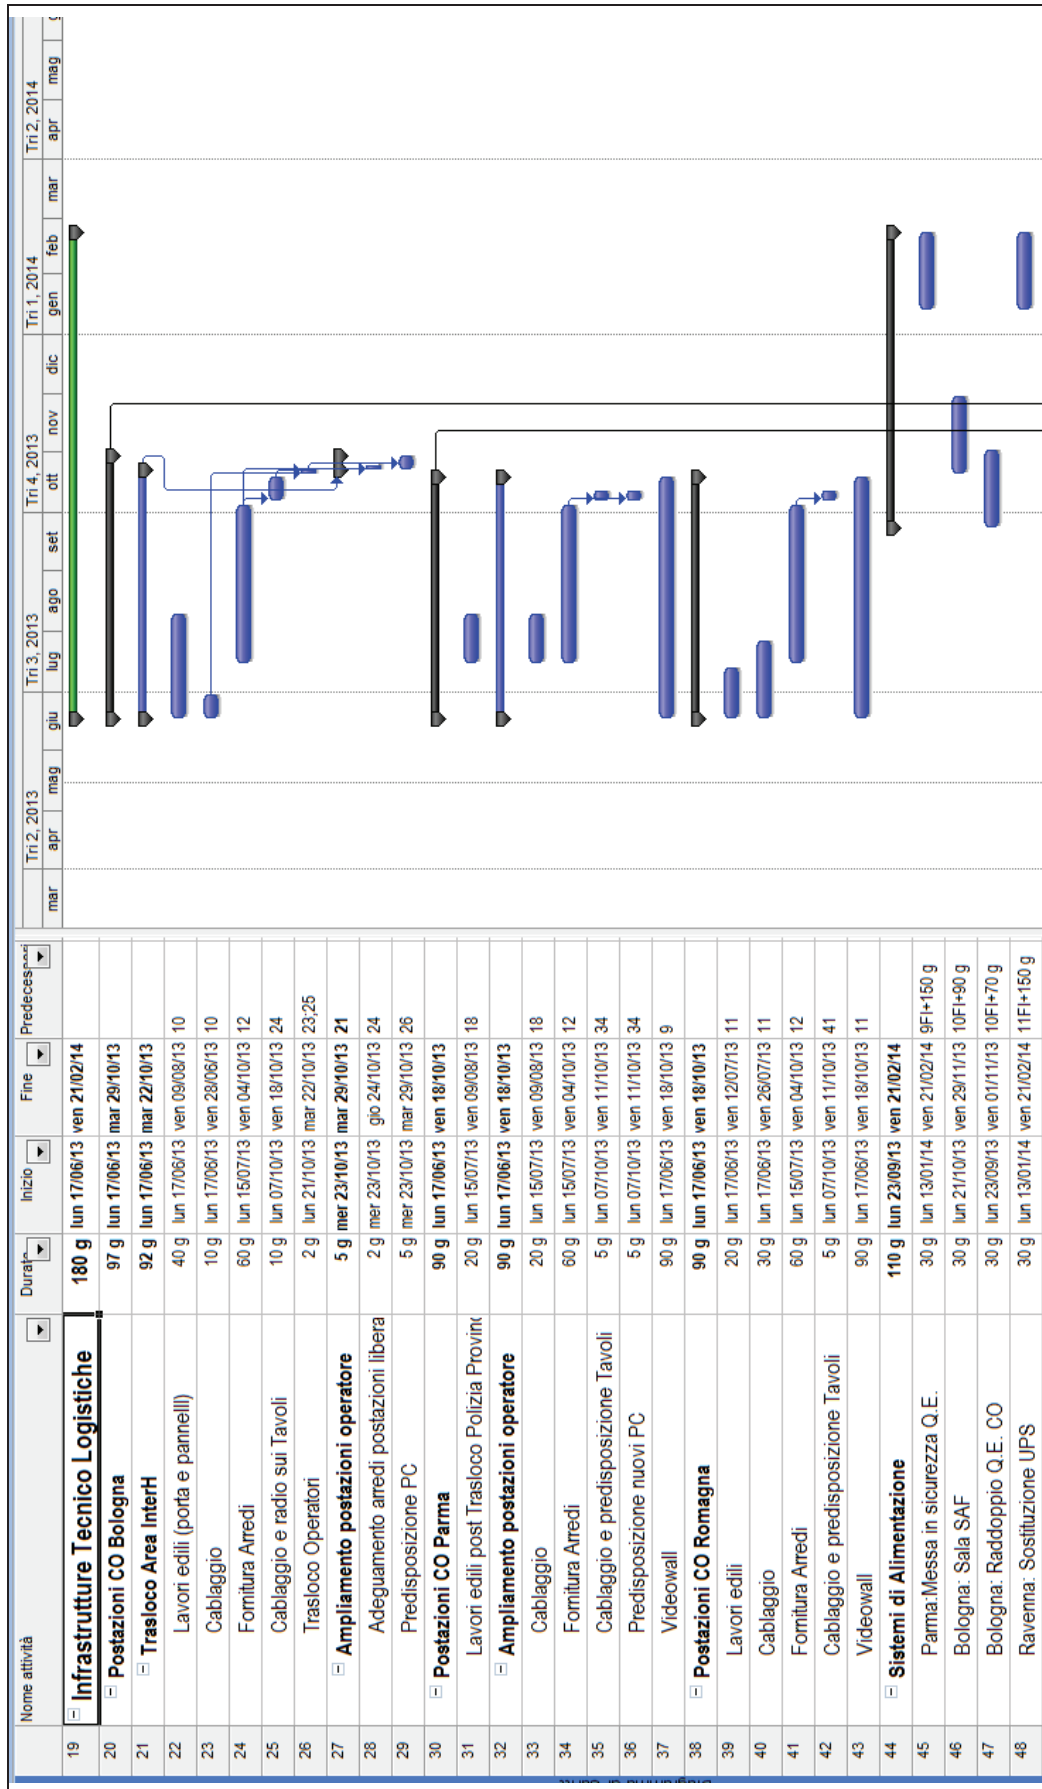 Nome attività Durat Inizio Fine Predecessori
19 Infrastrutture Tecnico Logistiche 180 g lun 17/06/13 ven 21/02/14
20 Postazioni CO Bologna 97 g lun 17/06/13 mar 29/10/13
21 Trasloco Area InterH 92 g lun 17/06/13 mar 22/10/13
22 Lavori edili (porta e pannelli) 40 g lun 17/06/13 ven 09/08/13 10
23 Cablaggio 10 g lun 17/06/13 ven 28/06/13 10
24 Fornitura Arredi 60 g lun 15/07/13 ven 04/10/13 12
25 Cablaggio e radio sui Tavoli 10 g lun 07/10/13 ven 18/10/13 24
26 Trasloco Operatori 2 g lun 21/10/13 mar 22/10/13 23;25
27 Ampliamento postazioni operatore 5 g mer 23/10/13 mar 29/10/13 21
28 Adeguamento arredi postazioni libera 2 g mer 23/10/13 gio 24/10/13 24
29 Predisposizione PC 5 g mer 23/10/13 mar 29/10/13 26
30 Postazioni CO Parma 90 g lun 17/06/13 ven 18/10/13
31 Lavori edili post Trasloco Polizia Provinc 20 g lun 15/07/13 ven 09/08/13 18
32 Ampliamento postazioni operatore 90 g lun 17/06/13 ven 18/10/13
33 Cablaggio 20 g lun 15/07/13 ven 09/08/13 18
34 Fornitura Arredi 60 g lun 15/07/13 ven 04/10/13 12
35 Cablaggio e predisposizione Tavoli 5 g lun 07/10/13 ven 11/10/13 34
36 Predisposizione nuovi PC 5 g lun 07/10/13 ven 11/10/13 34
37 Videowall 90 g lun 17/06/13 ven 18/10/13 9
38 Postazioni CO Romagna 90 g lun 17/06/13 ven 18/10/13
39 Lavori edili 20 g lun 17/06/13 ven 12/07/13 11
40 Cablaggio 30 g lun 17/06/13 ven 26/07/13 11
41 Fornitura Arredi 60 g lun 15/07/13 ven 04/10/13 12
42 Cablaggio e predisposizione Tavoli 5 g lun 07/10/13 ven 11/10/13 41
43 Videowall 90 g lun 17/06/13 ven 18/10/13 11
44 Sistemi di Alimentazione 110 g lun 23/09/13 ven 21/02/14
45 Parma:Messa in sicurezza Q.E. 30 g lun 13/01/14 ven 21/02/14 9FI+150 g
46 Bologna: Sala SAF 30 g lun 21/10/13 ven 29/11/13 10FI+90 g
47 Bologna: Raddoppio Q.E. CO 30 g lun 23/09/13 ven 01/11/13 10FI+70 g
48 Ravenna: Sostituzione UPS 30 g lun 13/01/14 ven 21/02/14 11FI+150 g
Tri 2, 2013 Tri 3, 2013 Tri 4, 2013 Tri 1, 2014 Tri 2, 2014
mar apr mag giu lug ago set ott nov dic gen feb mar apr mag